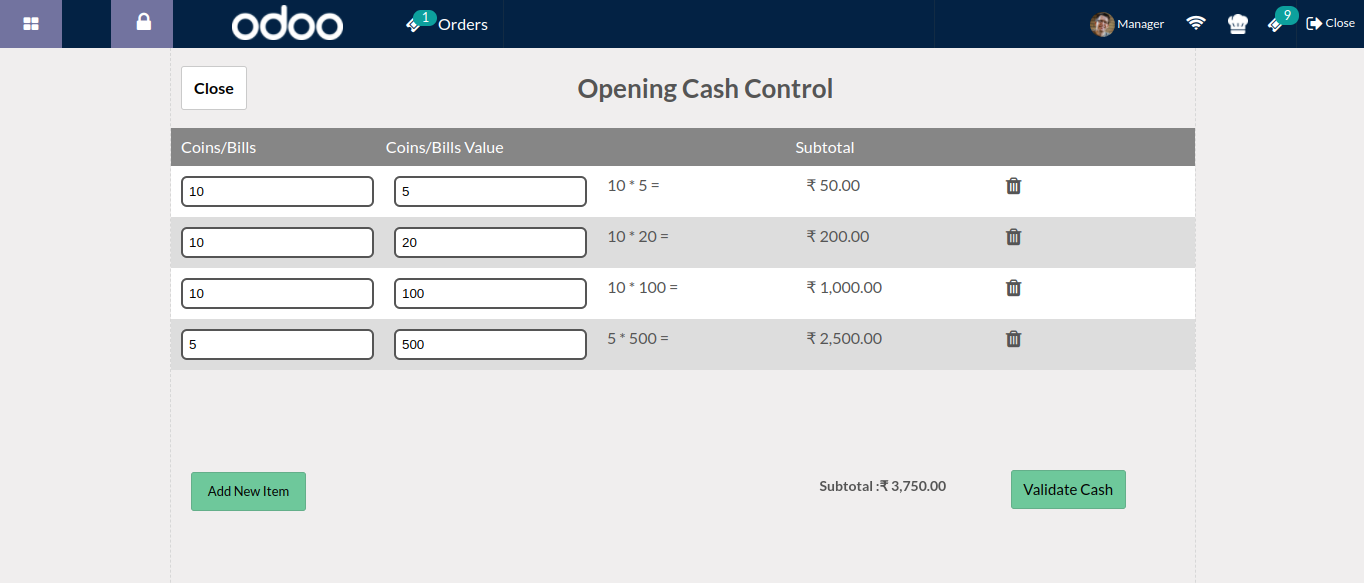 odoo 1 Orders Manager 9 Close
Close Opening Cash Control
Coins/Bills Coins/Bills Value Subtotal
10 5 10 * 5 = ₹ 50.00
10 20 10 * 20 = ₹ 200.00
10 100 10 * 100 = ₹ 1,000.00
5 500 5 * 500 = ₹ 2,500.00
Add New Item Subtotal :₹ 3,750.00 Validate Cash